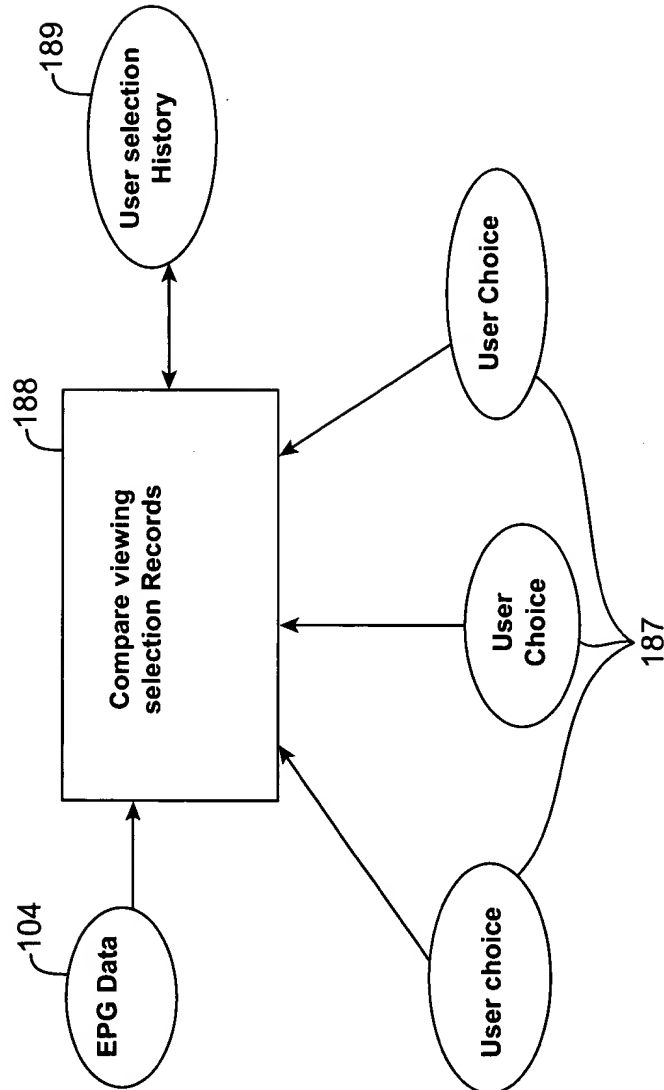 104
EPG Data
188
Compare viewing
selection Records
189
User selection
History
User choice
User
Choice
User Choice
187